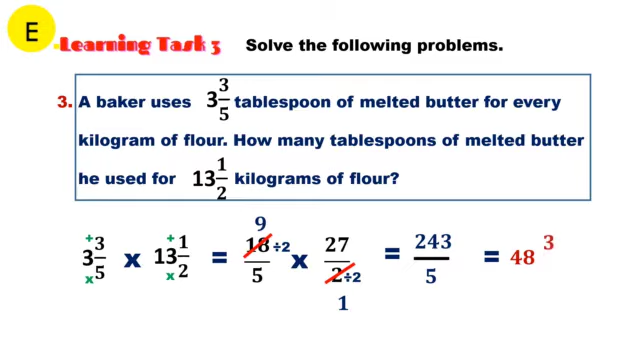 E
Learning Task 3 Solve the following problems.
3. A baker uses 3 3/5 tablespoon of melted butter for every
kilogram of flour. How many tablespoons of melted butter
he used for 13 1/2 kilograms of flour?
9
+ + 
3 3/5 x 13 1/2 = 18/5 ÷2 x 27/2 ÷2 = 243/5 = 48 3
x x
1